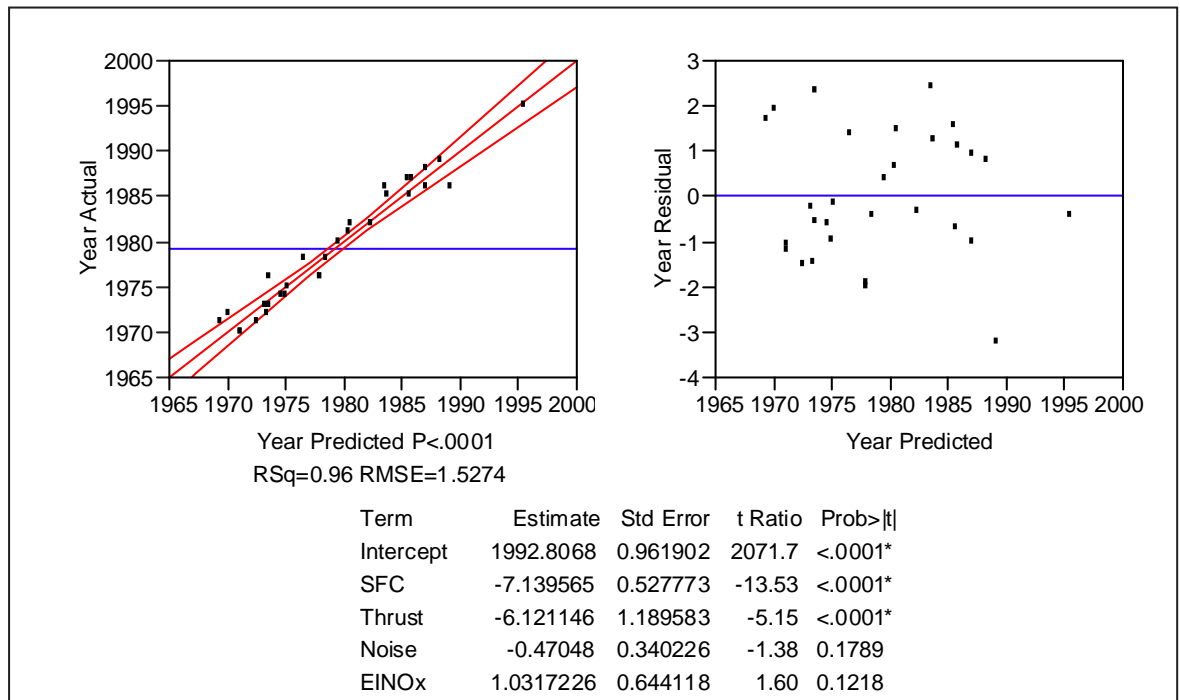 2000
1995
1990
1985
1980
1975
1970
1965
Year Actual
1965 1970 1975 1980 1985 1990 1995 2000
Year Predicted P<.0001
RSq=0.96 RMSE=1.5274
3
2
1
0
-1
-2
-3
-4
Year Residual
1965 1970 1975 1980 1985 1990 1995 2000
Year Predicted
Term Estimate Std Error t Ratio Prob>|t|
Intercept 1992.8068 0.961902 2071.7 <.0001*
SFC -7.139565 0.527773 -13.53 <.0001*
Thrust -6.121146 1.189583 -5.15 <.0001*
Noise -0.47048 0.340226 -1.38 0.1789
EINOx 1.0317226 0.644118 1.60 0.1218